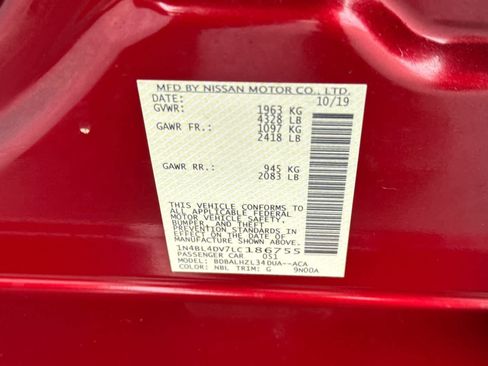 MFD BY NISSAN MOTOR CO., LTD.
DATE: 10/19
GVWR: 1963 KG
4328 LB
GAWR FR.: 1097 KG
2418 LB
GAWR RR.: 945 KG
2083 LB
THIS VEHICLE CONFORMS TO
ALL APPLICABLE FEDERAL
MOTOR VEHICLE SAFETY,
BUMPER, AND THEFT
PREVENTION STANDARDS IN
EFFECT ON THE DATE OF
MANUFACTURE SHOWN ABOVE.
1N4BL4DV7LC186755
PASSENGER CAR 051
MODEL: BDBALHZL34DUA--ACA
COLOR: NBL TRIM: G 9N00A